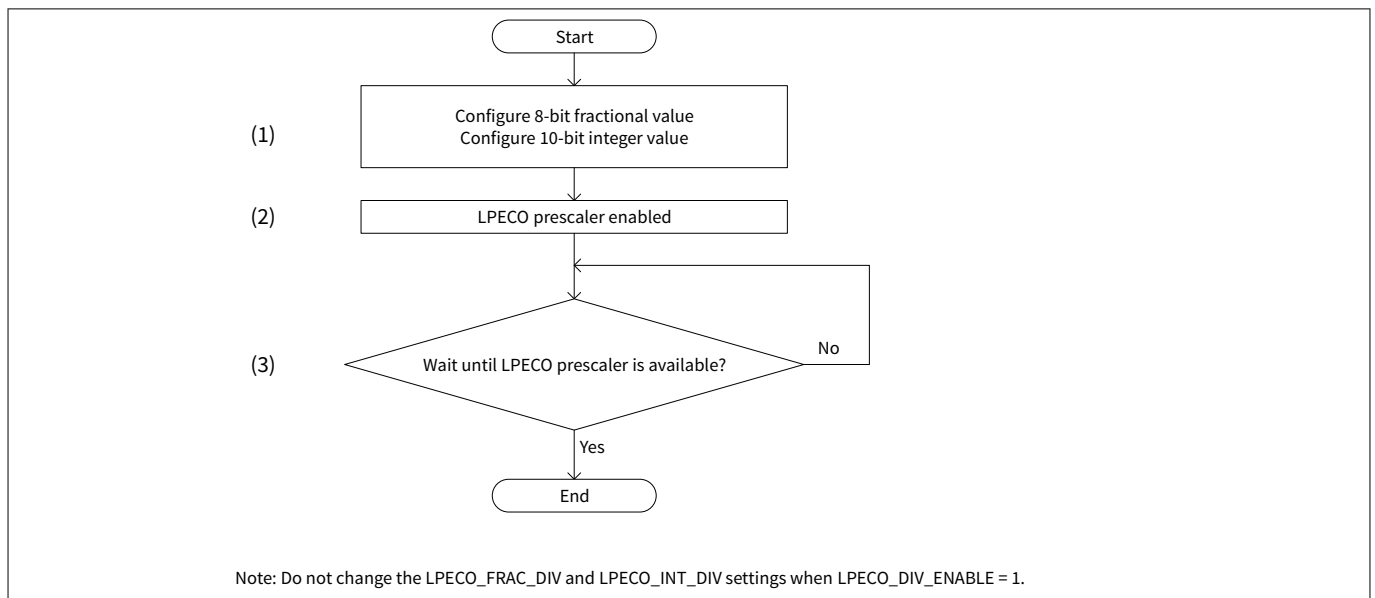 Start
(1)
Configure 8-bit fractional value
Configure 10-bit integer value
(2)
LPECO prescaler enabled
(3)
Wait until LPECO prescaler is available?
No
Yes
End
Note: Do not change the LPECO_FRAC_DIV and LPECO_INT_DIV settings when LPECO_DIV_ENABLE = 1.